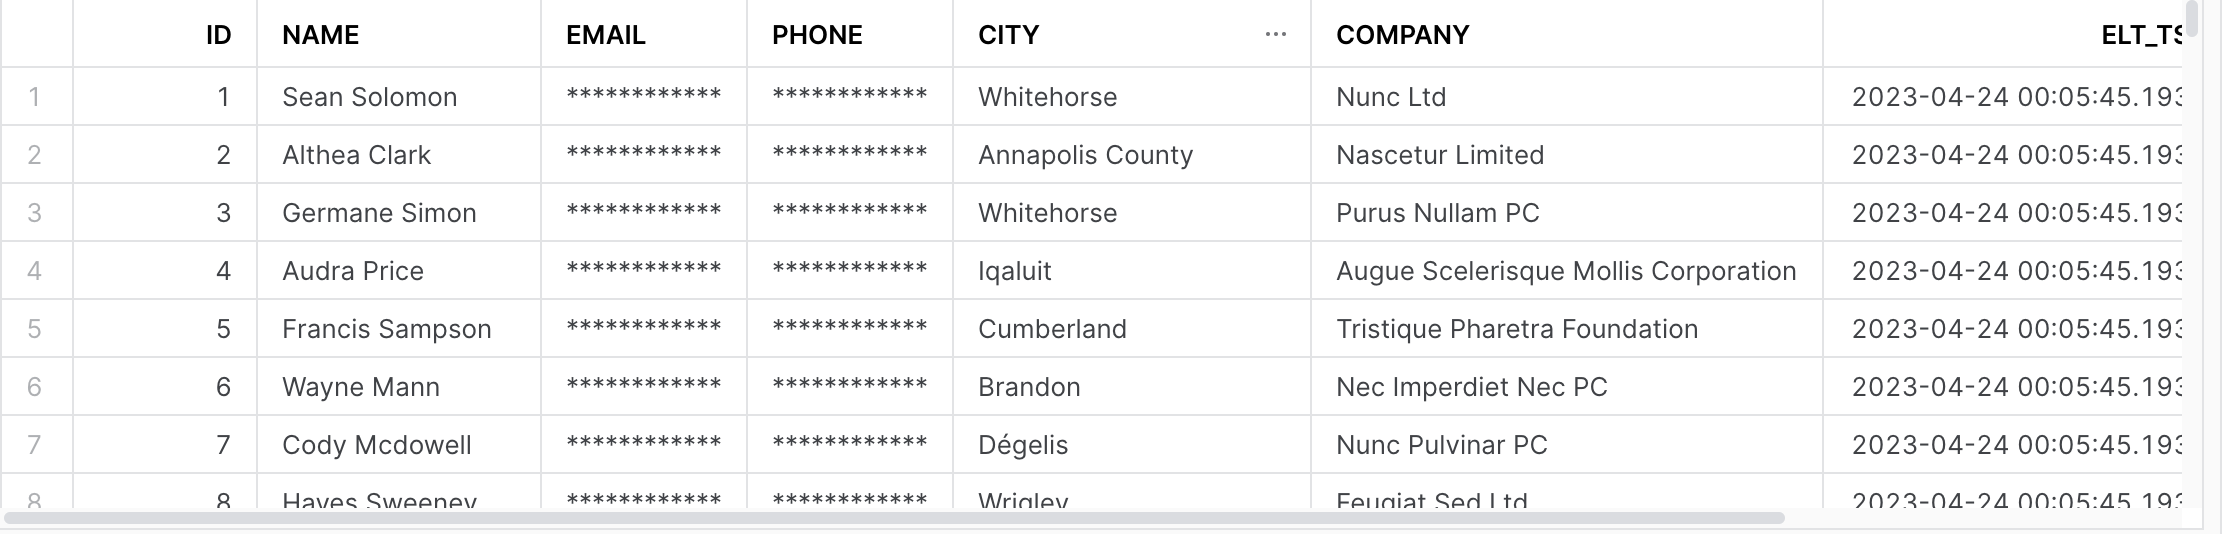 ID NAME EMAIL PHONE CITY ... COMPANY ELT_TS
1 1 Sean Solomon ************ ************ Whitehorse Nunc Ltd 2023-04-24 00:05:45.193
2 2 Althea Clark ************ ************ Annapolis County Nascetur Limited 2023-04-24 00:05:45.193
3 3 Germane Simon ************ ************ Whitehorse Purus Nullam PC 2023-04-24 00:05:45.193
4 4 Audra Price ************ ************ Iqaluit Augue Scelerisque Mollis Corporation 2023-04-24 00:05:45.193
5 5 Francis Sampson ************ ************ Cumberland Tristique Pharetra Foundation 2023-04-24 00:05:45.193
6 6 Wayne Mann ************ ************ Brandon Nec Imperdiet Nec PC 2023-04-24 00:05:45.193
7 7 Cody Mcdowell ************ ************ Dégelis Nunc Pulvinar PC 2023-04-24 00:05:45.193
8 8 Hayes Sweeney ************ ************ Wrigley Feugiat Sed Ltd 2023-04-24 00:05:45.193